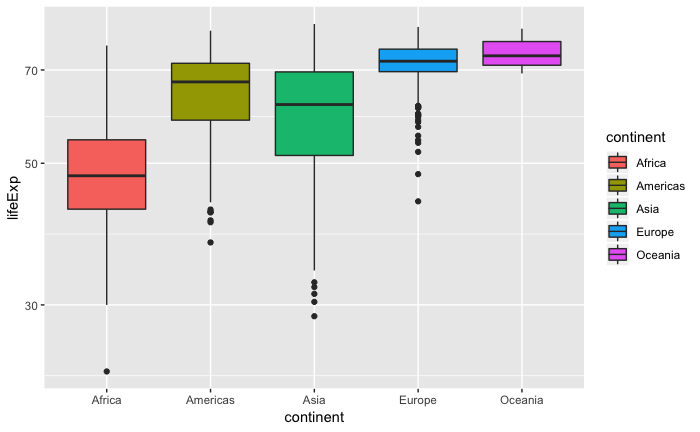 lifeExp
70
50
30
Africa
Americas
Asia
Europe
Oceania
continent
continent
Africa
Americas
Asia
Europe
Oceania